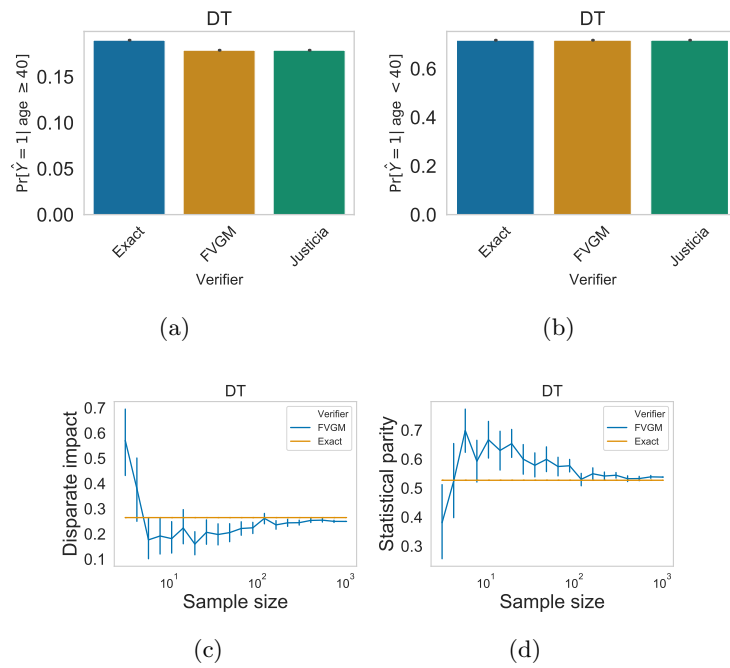 DT
Pr[Ŷ = 1| age ≥ 40]
0.15
0.10
0.05
0.00
Exact
FVGM
Justicia
Verifier
(a)
DT
Pr[Ŷ = 1| age < 40]
0.6
0.4
0.2
0.0
Exact
FVGM
Justicia
Verifier
(b)
DT
Disparate impact
0.7
0.6
0.5
0.4
0.3
0.2
0.1
Verifier
FVGM
Exact
10¹
10²
10³
Sample size
(c)
DT
Statistical parity
0.7
0.6
0.5
0.4
0.3
Verifier
FVGM
Exact
10¹
10²
10³
Sample size
(d)